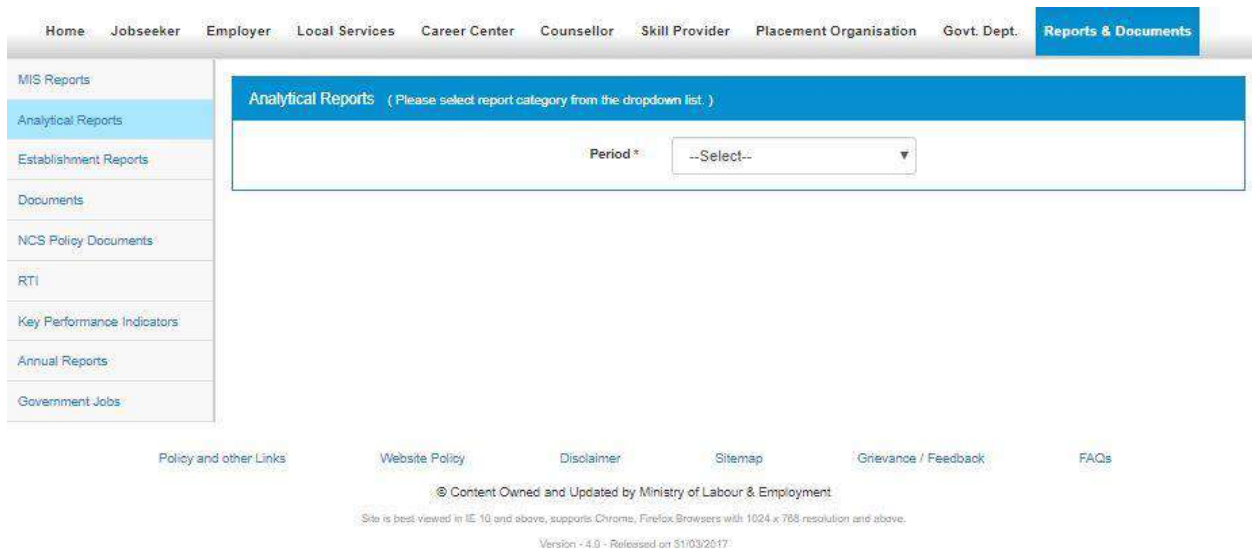 Home Jobseeker Employer Local Services Career Center Counsellor Skill Provider Placement Organisation Govt. Dept. Reports & Documents
MIS Reports
Analytical Reports
Establishment Reports
Documents
NCS Policy Documents
RTI
Key Performance Indicators
Annual Reports
Government Jobs
Analytical Reports ( Please select report category from the dropdown list. )
Period * --Select--
Policy and other Links Website Policy Disclaimer Sitemap Grievance / Feedback FAQs
© Content Owned and Updated by Ministry of Labour & Employment
Site is best viewed in IE 10 and above, supports Chrome, Firefox Browsers with 1024 x 768 resolution and above.
Version - 4.0 - Released on 31/03/2017